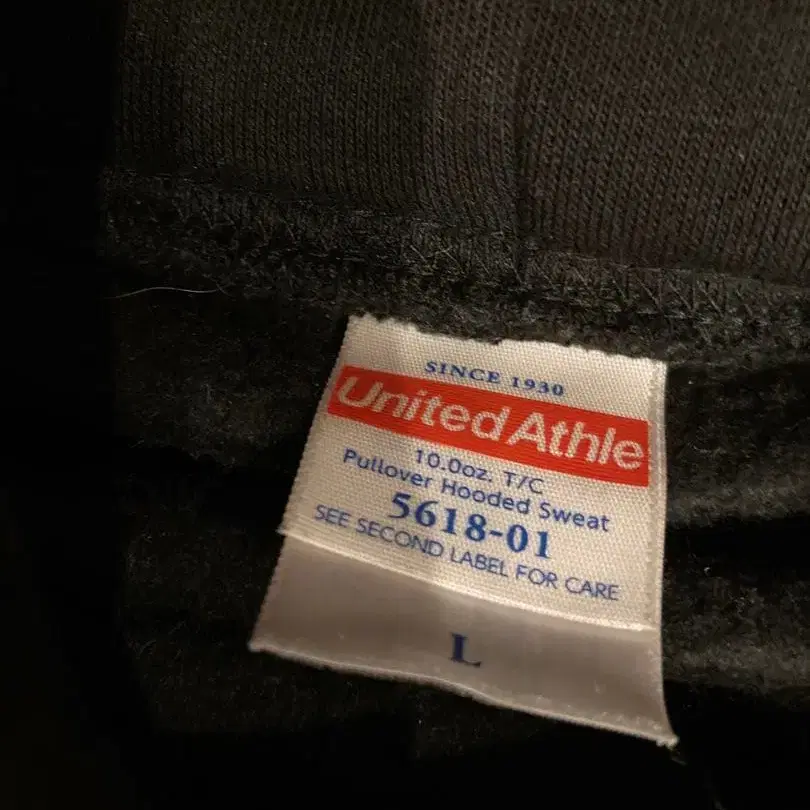 SINCE 1930
United Athle
10.0oz. T/C
Pullover Hooded Sweat
5618-01
SEE SECOND LABEL FOR CARE
L